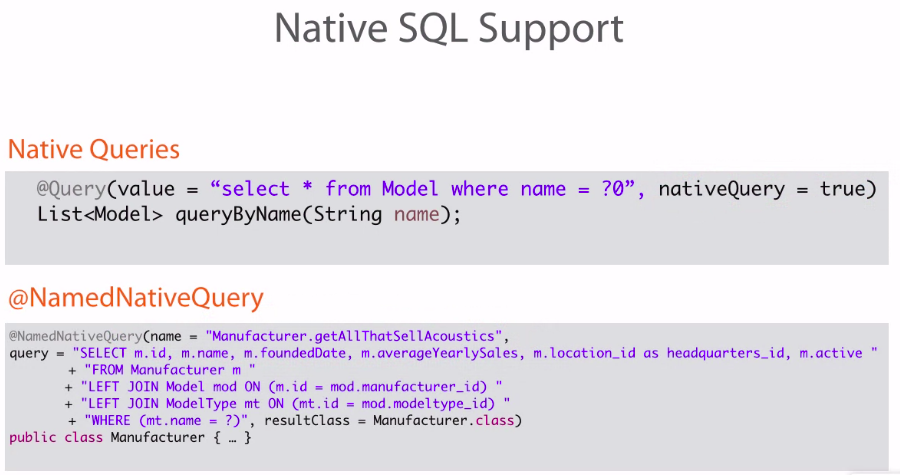 Native SQL Support
Native Queries
@Query(value = “select * from Model where name = ?0”, nativeQuery = true)
List<Model> queryByName(String name);
@NamedNativeQuery
@NamedNativeQuery(name = "Manufacturer.getAllThatSellAcoustics",
query = "SELECT m.id, m.name, m.foundedDate, m.averageYearlySales, m.location_id as headquarters_id, m.active "
+ "FROM Manufacturer m "
+ "LEFT JOIN Model mod ON (m.id = mod.manufacturer_id) "
+ "LEFT JOIN ModelType mt ON (mt.id = mod.modeltype_id) "
+ "WHERE (mt.name = ?)", resultClass = Manufacturer.class)
public class Manufacturer { … }